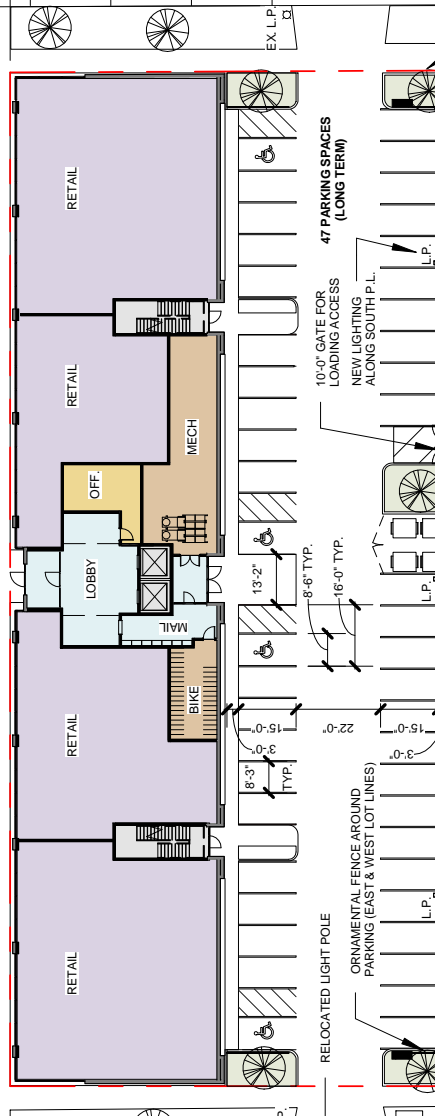 EX. L.P.
RETAIL
47 PARKING SPACES
(LONG TERM)
L.P.
10'-0" GATE FOR
LOADING ACCESS
NEW LIGHTING
ALONG SOUTH P.L.
RETAIL
MECH
OFF.
LOBBY
MAIL
BIKE
13'-2"
8'-6" TYP.
16'-0" TYP.
L.P.
RETAIL
3'-0"
15'-0"
22'-0"
15'-0"
3'-0"
8'-3"
TYP.
ORNAMENTAL FENCE AROUND
PARKING (EAST & WEST LOT LINES)
L.P.
RETAIL
RELOCATED LIGHT POLE